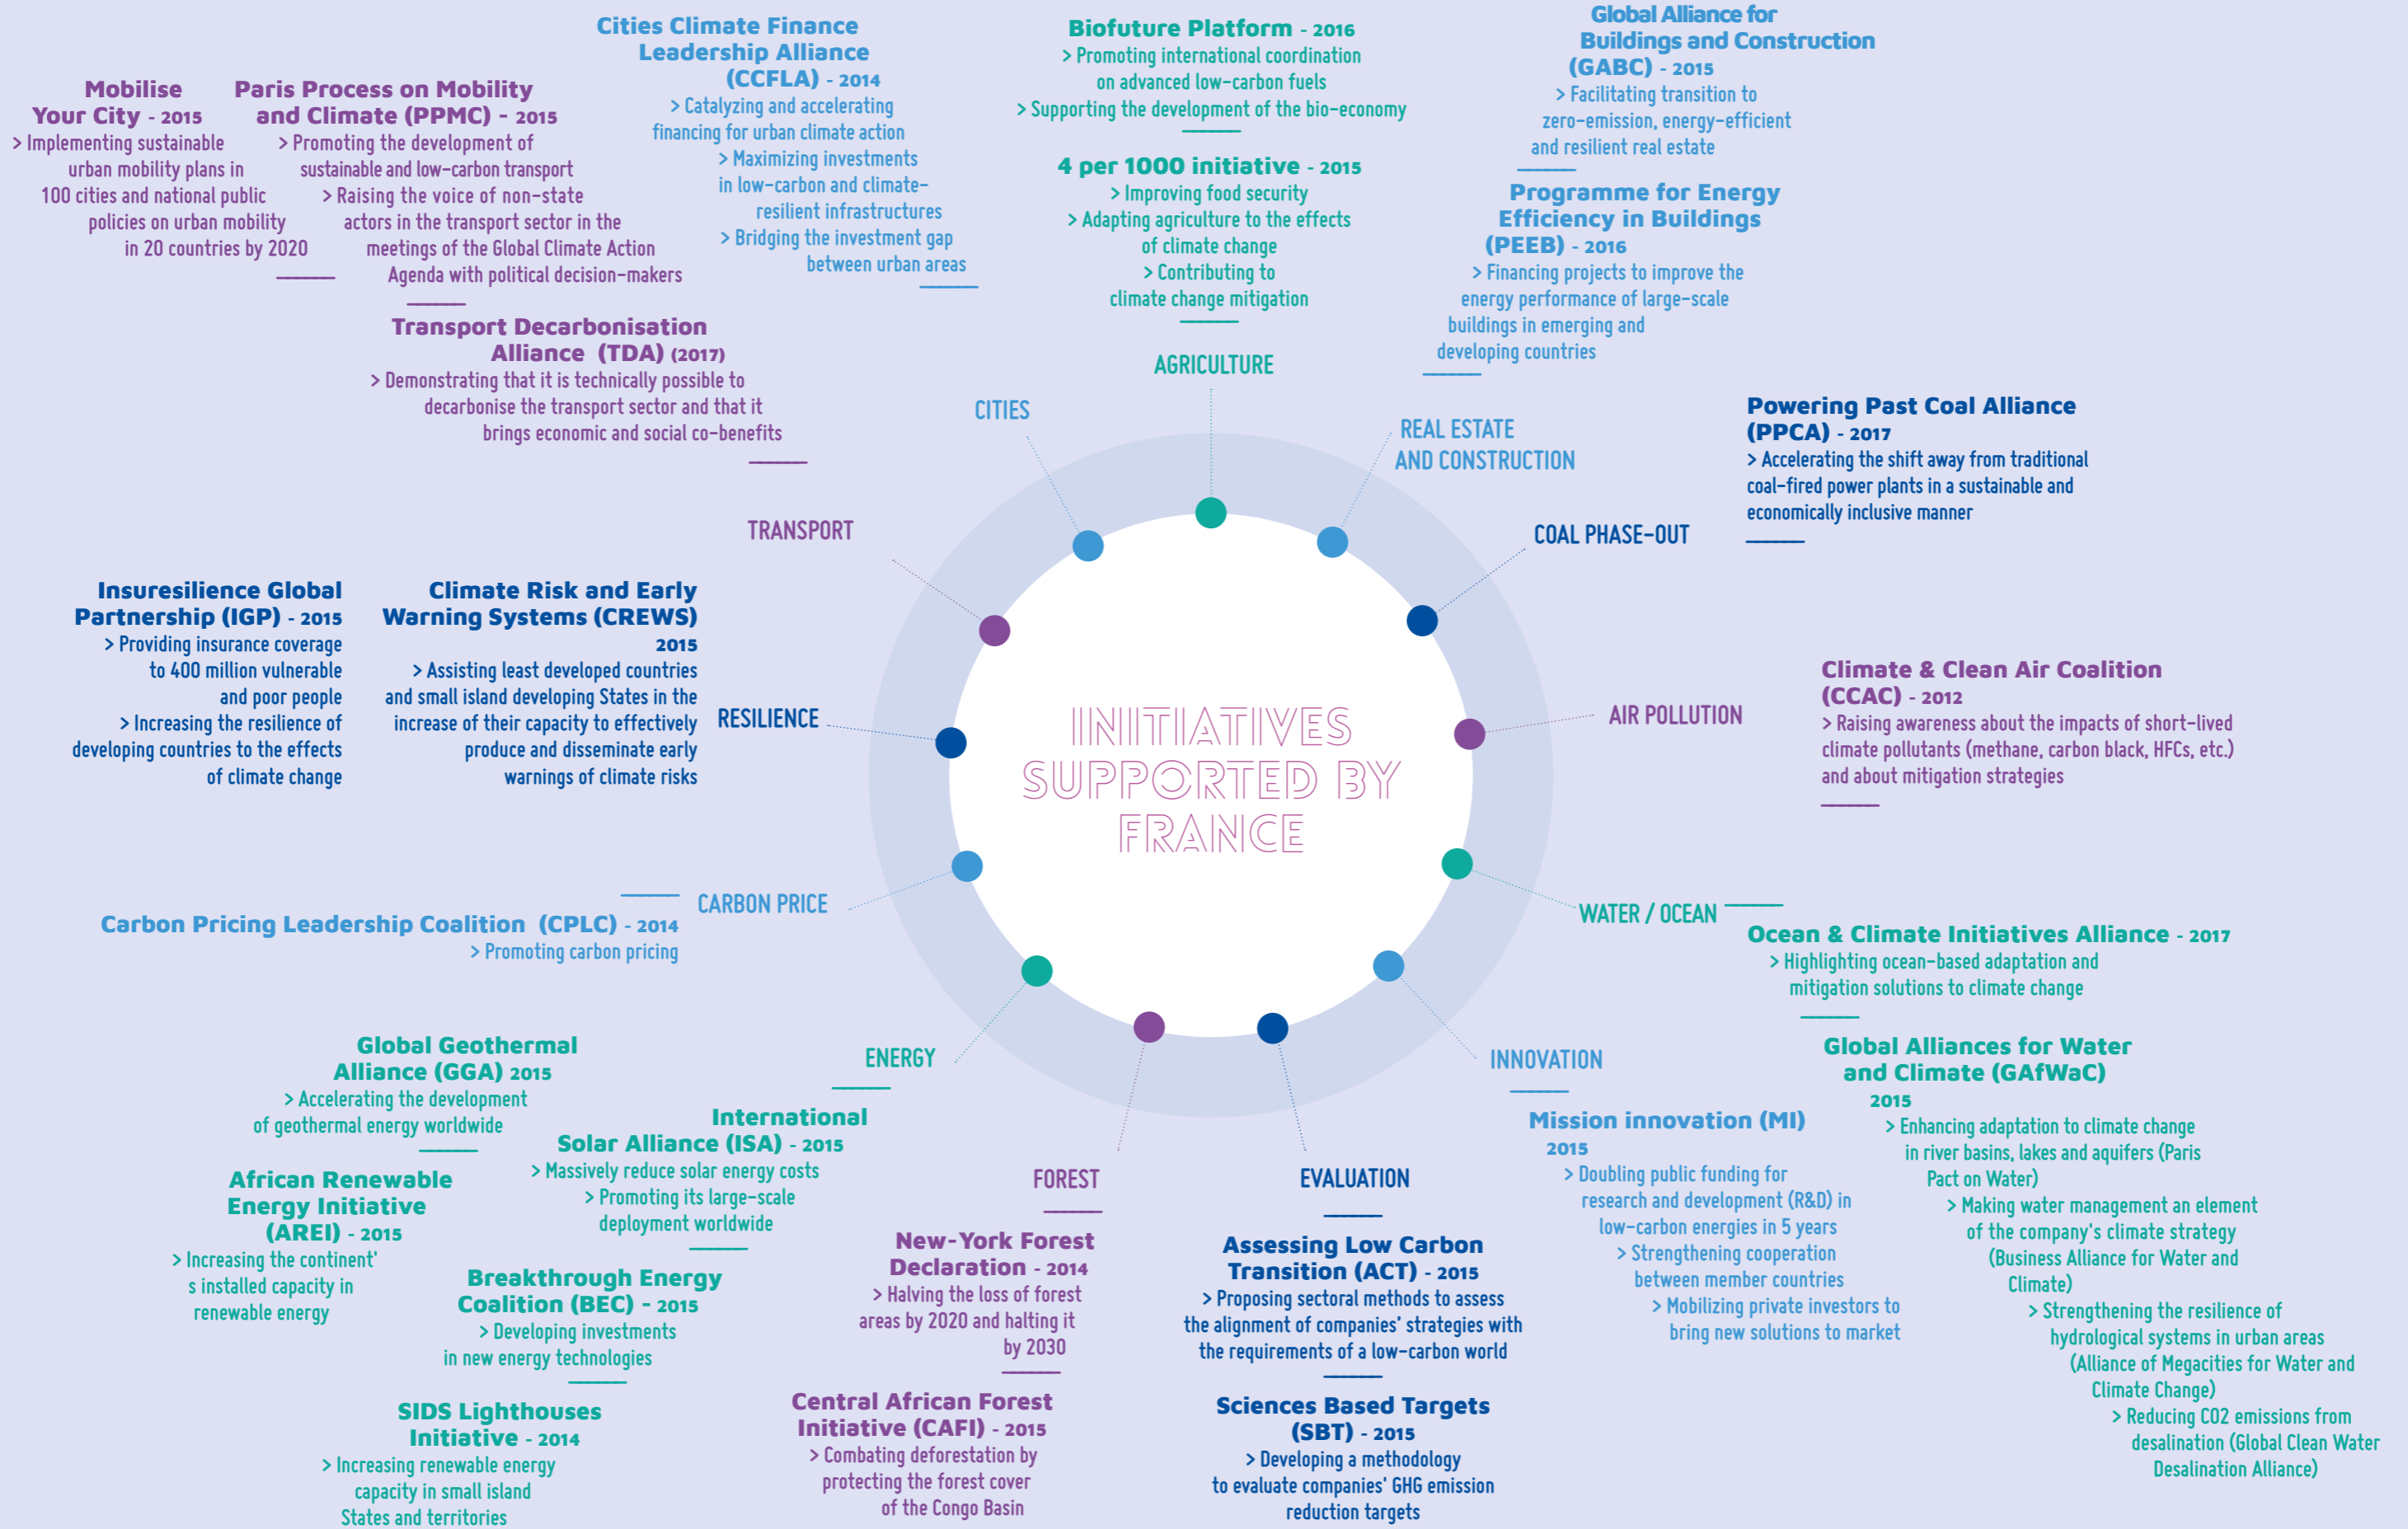 Mobilise
Your City - 2015
> Implementing sustainable
urban mobility plans in
100 cities and national public
policies on urban mobility
in 20 countries by 2020
Paris Process on Mobility
and Climate (PPMC) - 2015
> Promoting the development of
sustainable and low-carbon transport
> Raising the voice of non-state
actors in the transport sector in the
meetings of the Global Climate Action
Agenda with political decision-makers
Transport Decarbonisation
Alliance (TDA) (2017)
> Demonstrating that it is technically possible to
decarbonise the transport sector and that it
brings economic and social co-benefits
TRANSPORT
Cities Climate Finance
Leadership Alliance
(CCFLA) - 2014
> Catalyzing and accelerating
financing for urban climate action
> Maximizing investments
in low-carbon and climate-
resilient infrastructures
> Bridging the investment gap
between urban areas
CITIES
Biofuture Platform - 2016
> Promoting international coordination
on advanced low-carbon fuels
> Supporting the development of the bio-economy
4 per 1000 initiative - 2015
> Improving food security
> Adapting agriculture to the effects
of climate change
> Contributing to
climate change mitigation
AGRICULTURE
Global Alliance for
Buildings and Construction
(GABC) - 2015
> Facilitating transition to
zero-emission, energy-efficient
and resilient real estate
Programme for Energy
Efficiency in Buildings
(PEEB) - 2016
> Financing projects to improve the
energy performance of large-scale
buildings in emerging and
developing countries
REAL ESTATE
AND CONSTRUCTION
Powering Past Coal Alliance
(PPCA) - 2017
> Accelerating the shift away from traditional
coal-fired power plants in a sustainable and
economically inclusive manner
COAL PHASE-OUT
Insuresilience Global
Partnership (IGP) - 2015
> Providing insurance coverage
to 400 million vulnerable
and poor people
> Increasing the resilience of
developing countries to the effects
of climate change
Climate Risk and Early
Warning Systems (CREWS)
2015
> Assisting least developed countries
and small island developing States in the
increase of their capacity to effectively
produce and disseminate early
warnings of climate risks
RESILIENCE
INITIATIVES
SUPPORTED BY
FRANCE
AIR POLLUTION
Climate & Clean Air Coalition
(CCAC) - 2012
> Raising awareness about the impacts of short-lived
climate pollutants (methane, carbon black, HFCs, etc.)
and about mitigation strategies
CARBON PRICE
Carbon Pricing Leadership Coalition (CPLC) - 2014
> Promoting carbon pricing
WATER / OCEAN
Ocean & Climate Initiatives Alliance - 2017
> Highlighting ocean-based adaptation and
mitigation solutions to climate change
Global Alliances for Water
and Climate (GAfWaC)
2015
> Enhancing adaptation to climate change
in river basins, lakes and aquifers (Paris
Pact on Water)
> Making water management an element
of the company's climate strategy
(Business Alliance for Water and
Climate)
> Strengthening the resilience of
hydrological systems in urban areas
(Alliance of Megacities for Water and
Climate Change)
> Reducing CO2 emissions from
desalination (Global Clean Water
Desalination Alliance)
ENERGY
Global Geothermal
Alliance (GGA) 2015
> Accelerating the development
of geothermal energy worldwide
International
Solar Alliance (ISA) - 2015
> Massively reduce solar energy costs
> Promoting its large-scale
deployment worldwide
African Renewable
Energy Initiative
(AREI) - 2015
> Increasing the continent'
s installed capacity in
renewable energy
Breakthrough Energy
Coalition (BEC) - 2015
> Developing investments
in new energy technologies
SIDS Lighthouses
Initiative - 2014
> Increasing renewable energy
capacity in small island
States and territories
FOREST
New-York Forest
Declaration - 2014
> Halving the loss of forest
areas by 2020 and halting it
by 2030
Central African Forest
Initiative (CAFI) - 2015
> Combating deforestation by
protecting the forest cover
of the Congo Basin
EVALUATION
Assessing Low Carbon
Transition (ACT) - 2015
> Proposing sectoral methods to assess
the alignment of companies' strategies with
the requirements of a low-carbon world
Sciences Based Targets
(SBT) - 2015
> Developing a methodology
to evaluate companies' GHG emission
reduction targets
INNOVATION
Mission innovation (MI)
2015
> Doubling public funding for
research and development (R&D) in
low-carbon energies in 5 years
> Strengthening cooperation
between member countries
> Mobilizing private investors to
bring new solutions to market